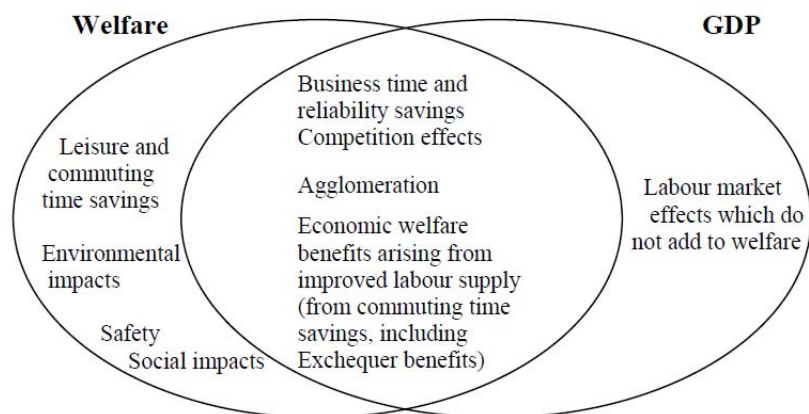 Welfare
GDP
Business time and
reliability savings
Competition effects
Leisure and
commuting
time savings
Agglomeration
Labour market
effects which do
not add to welfare
Economic welfare
benefits arising from
improved labour supply
(from commuting time
savings, including
Exchequer benefits)
Environmental
impacts
Safety
Social impacts